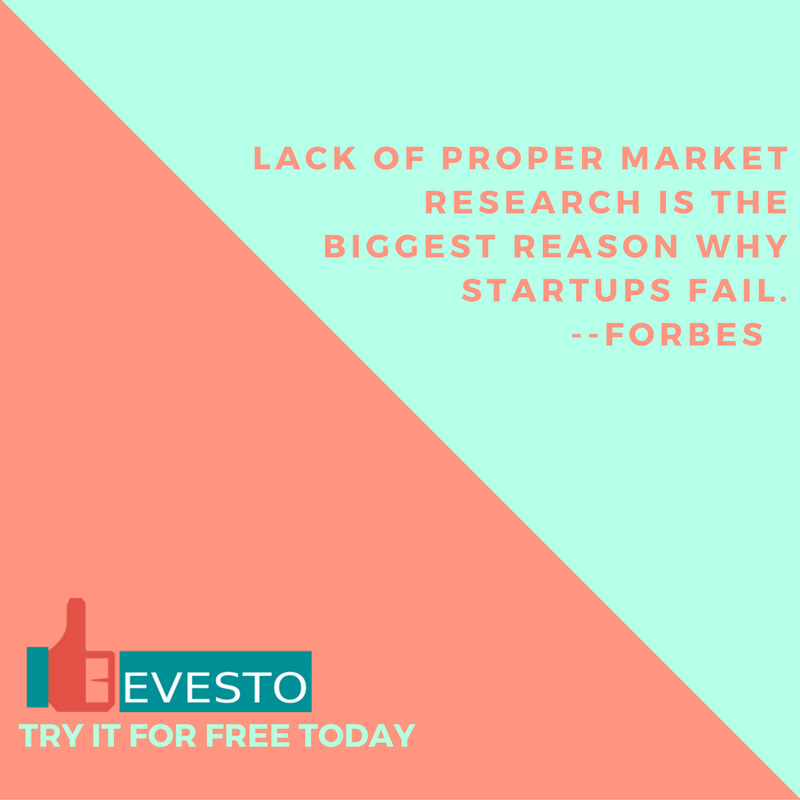 LACK OF PROPER MARKET
RESEARCH IS THE
BIGGEST REASON WHY
STARTUPS FAIL.
--FORBES
EVESTO
TRY IT FOR FREE TODAY